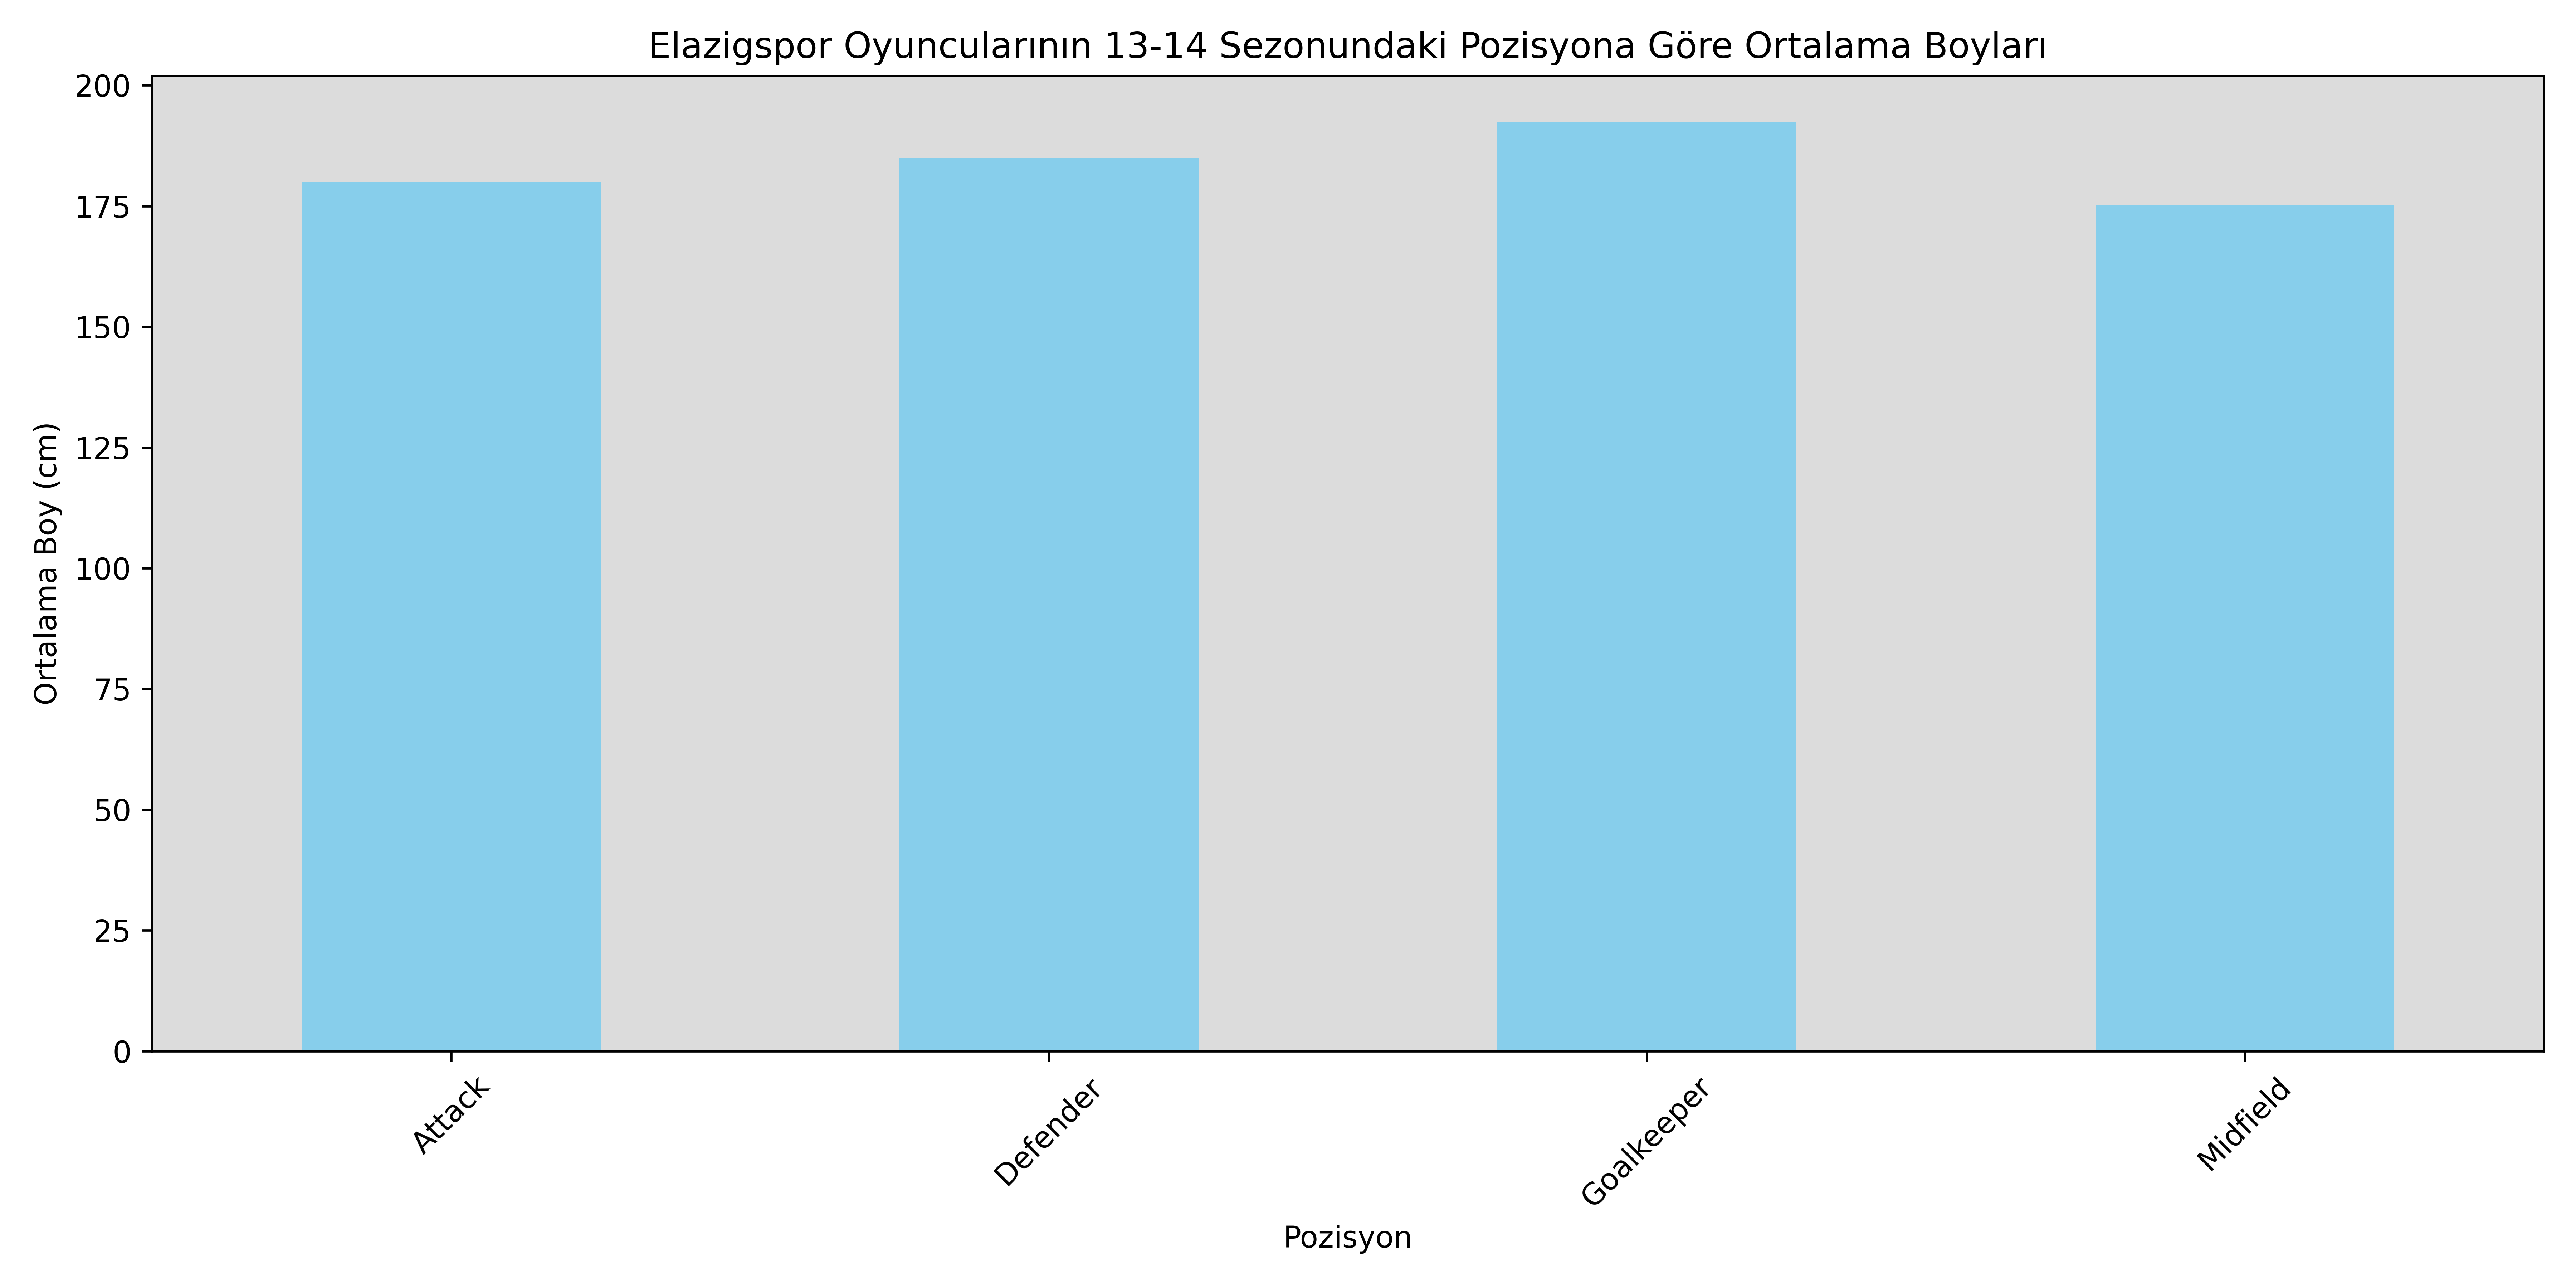 Elazigspor Oyuncularının 13-14 Sezonundaki Pozisyona Göre Ortalama Boyları
Ortalama Boy (cm)
200
175
150
125
100
75
50
25
0
Attack
Defender
Goalkeeper
Midfield
Pozisyon